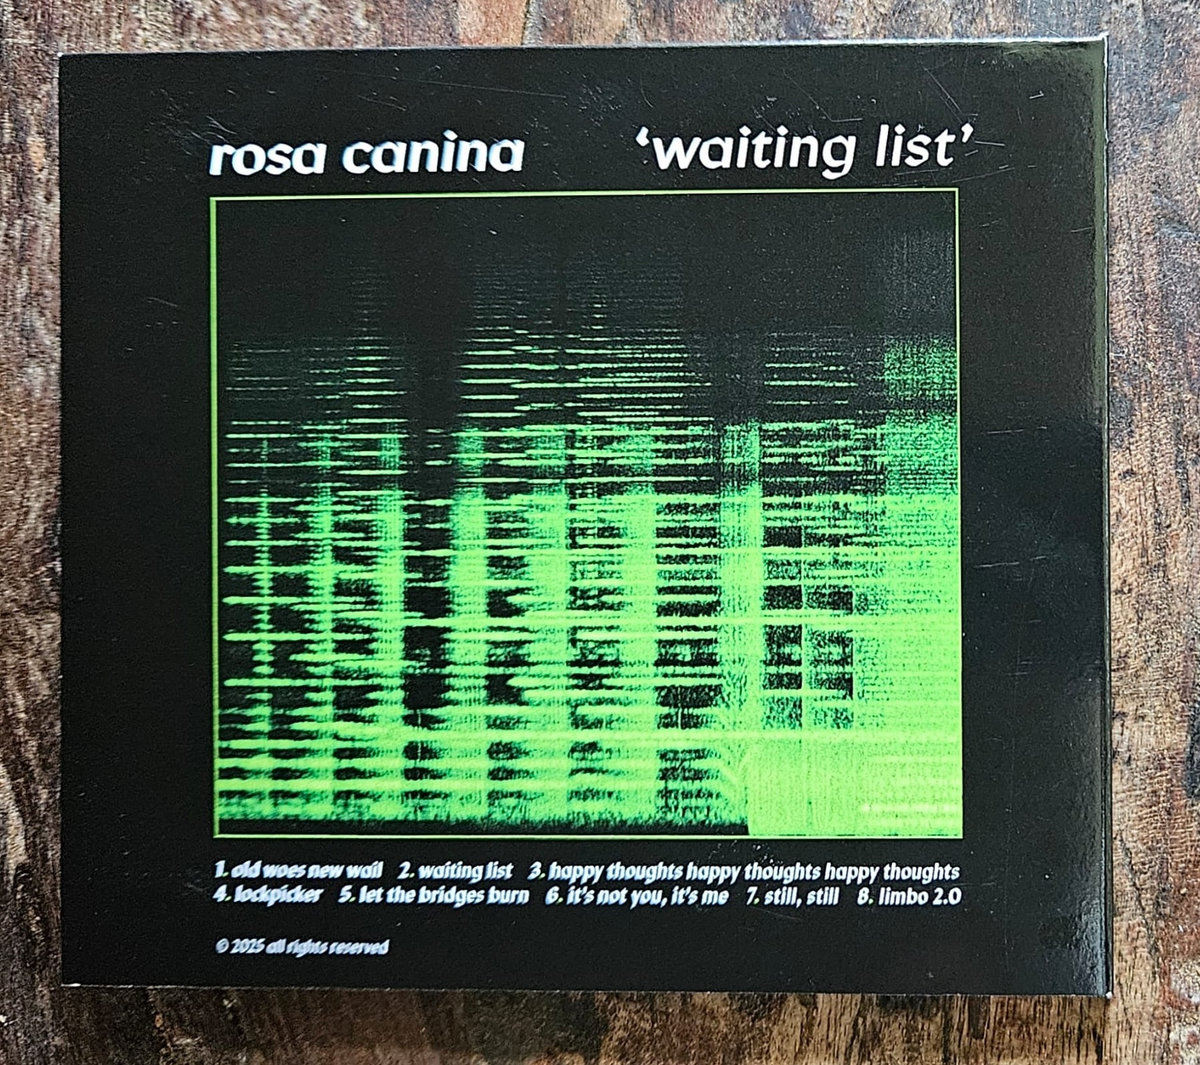 rosa canina ‘waiting list’
1. old woes new wail 2. waiting list 3. happy thoughts happy thoughts happy thoughts
4. lockpicker 5. let the bridges burn 6. it's not you, it's me 7. still, still 8. limbo 2.0
© 2025 all rights reserved